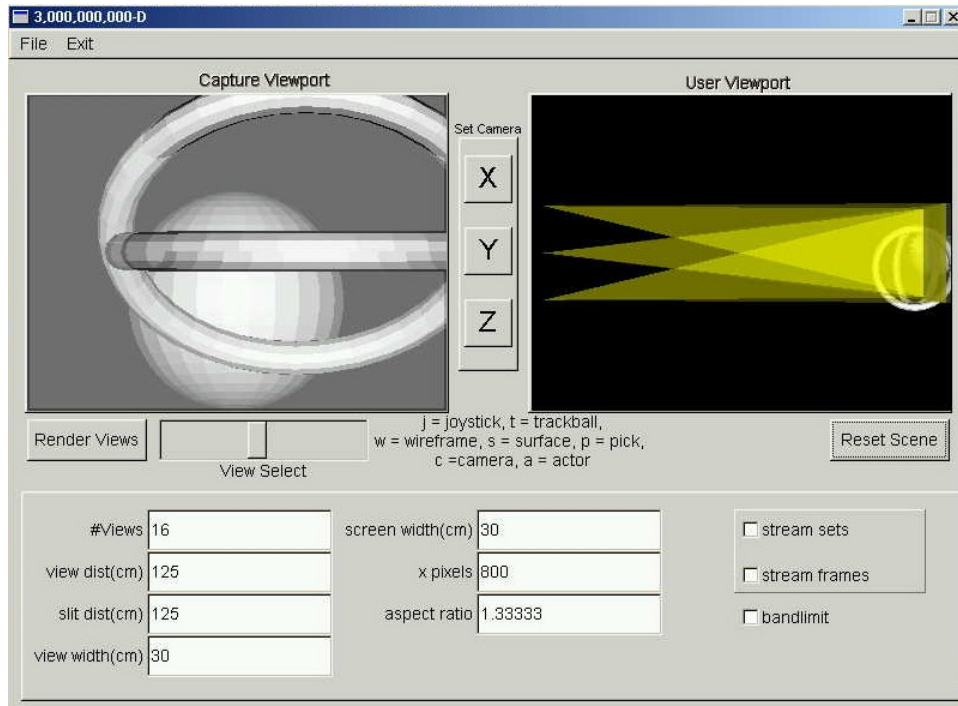 3,000,000,000-D
File Exit
Capture Viewport
User Viewport
Set Camera
X
Y
Z
Render Views
View Select
j = joystick, t = trackball,
w = wireframe, s = surface, p = pick,
c =camera, a = actor
Reset Scene
#Views 16
view dist(cm) 125
slit dist(cm) 125
view width(cm) 30
screen width(cm) 30
x pixels 800
aspect ratio 1.33333
stream sets
stream frames
bandlimit